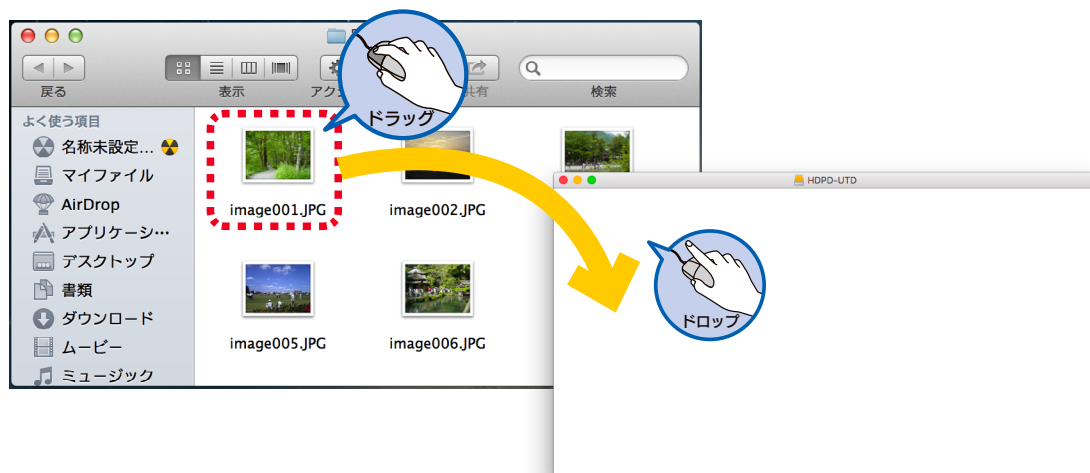 戻る
表示
ドラッグ
共有
検索
よく使う項目
名称未設定...
マイファイル
AirDrop
アプリケーシ…
デスクトップ
書類
ダウンロード
ムービー
ミュージック
image001.JPG
image002.JPG
image005.JPG
image006.JPG
HDPD-UTD
ドロップ